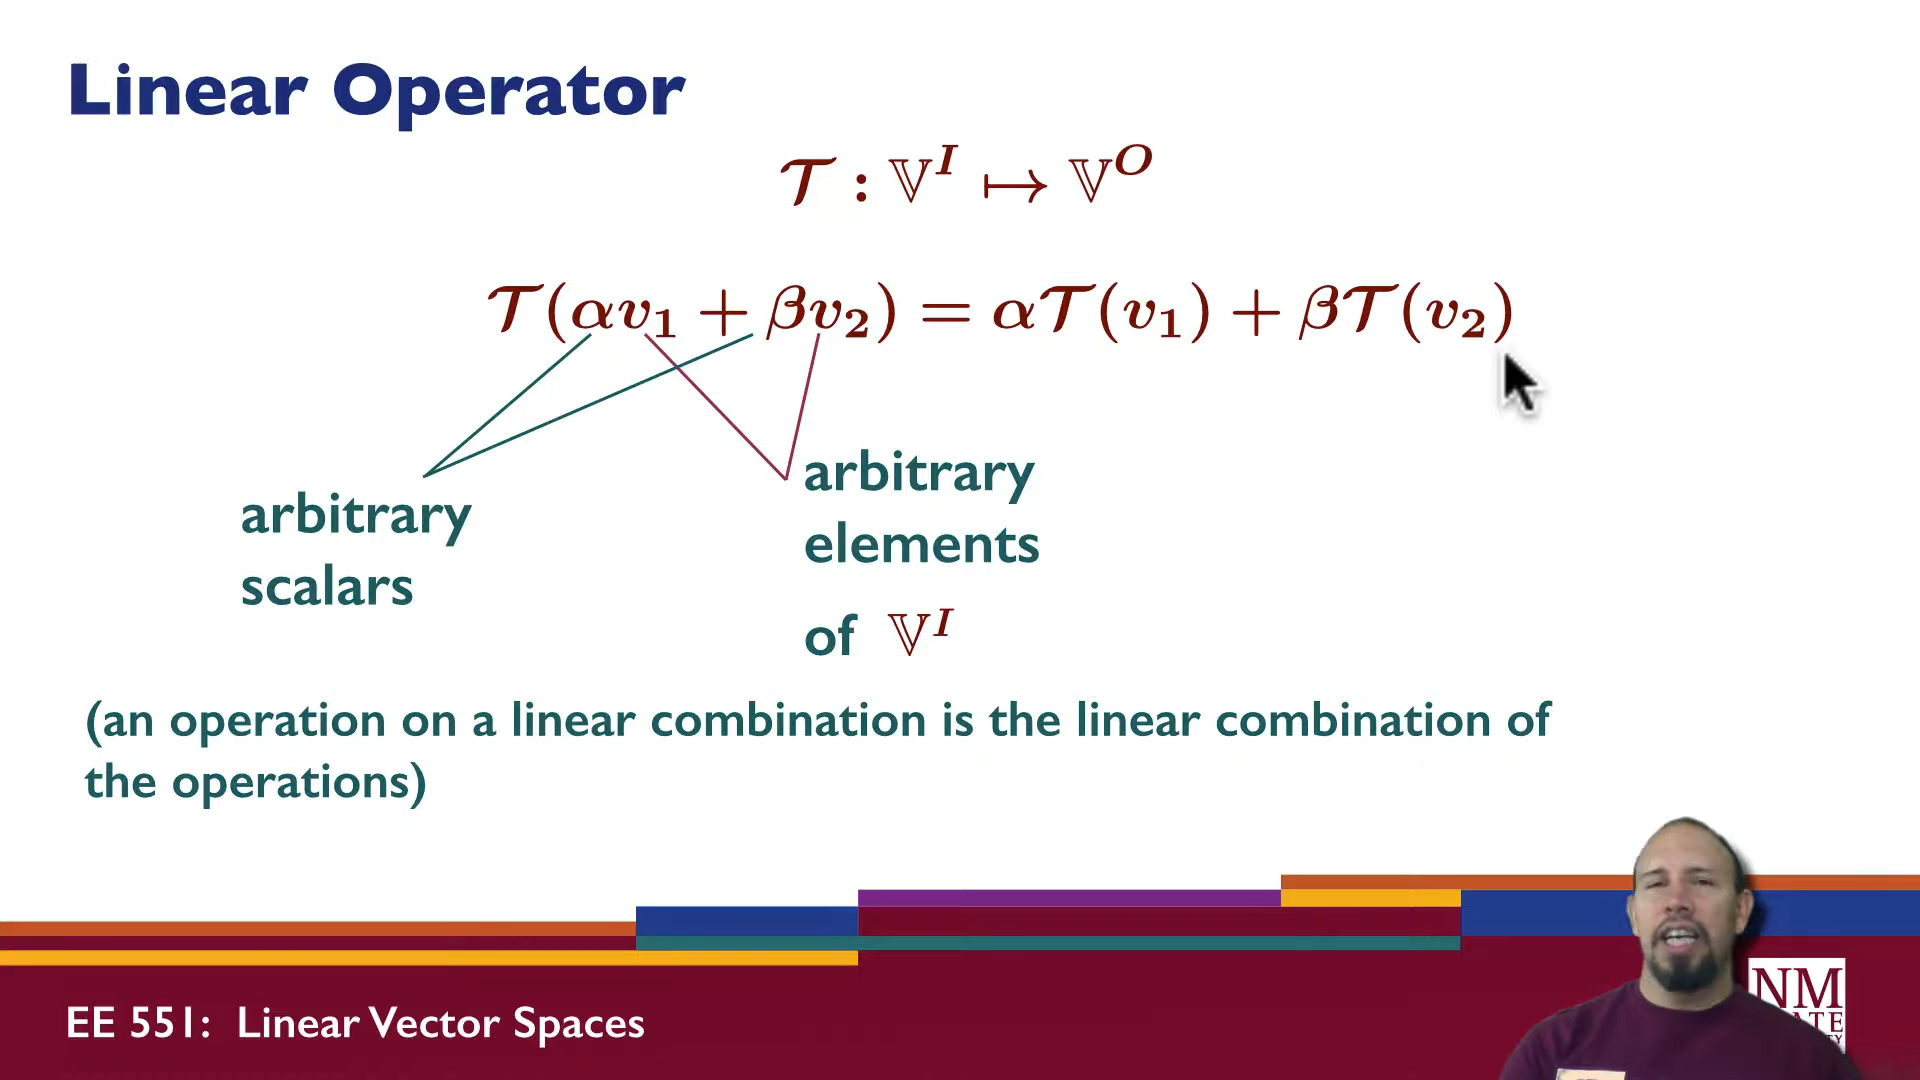 Linear Operator
𝓣 : 𝕍^I ↦ 𝕍^O
𝓣(αv₁ + βv₂) = α𝓣(v₁) + β𝓣(v₂)
arbitrary
scalars
arbitrary
elements
of 𝕍^I
(an operation on a linear combination is the linear combination of
the operations)
EE 551: Linear Vector Spaces
NM